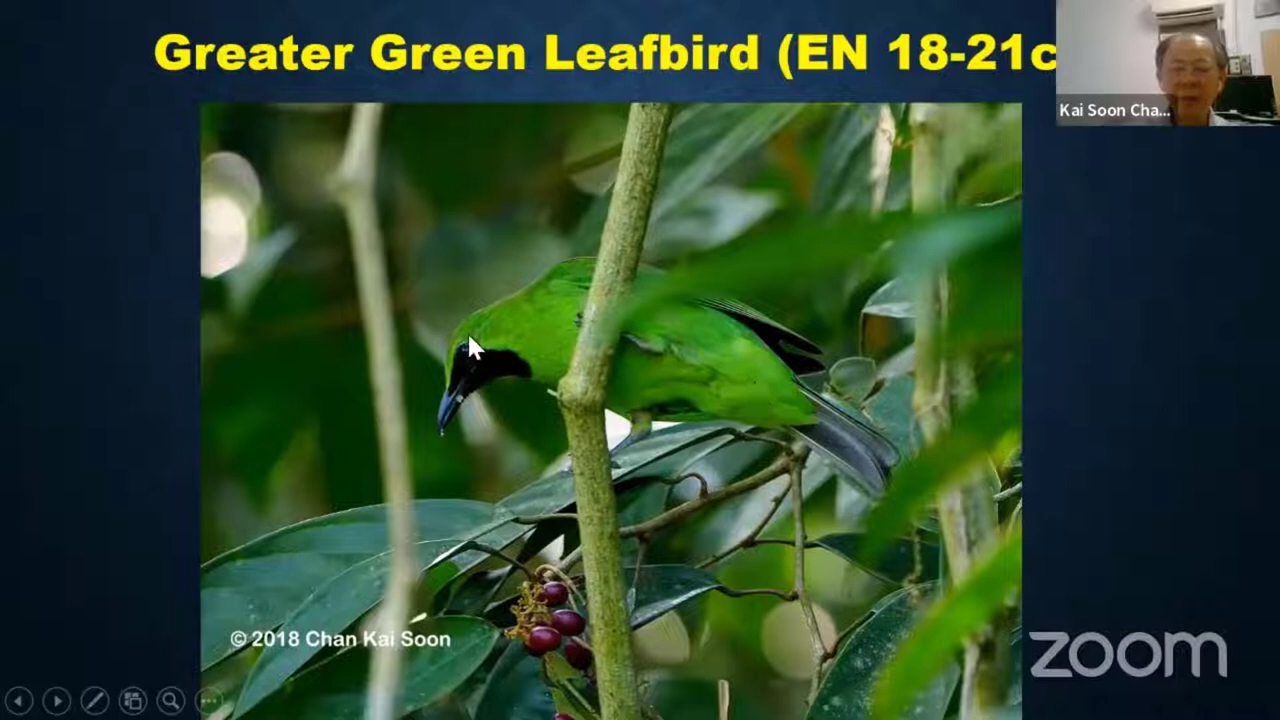 Greater Green Leafbird (EN 18-21c
Kai Soon Cha...
© 2018 Chan Kai Soon
zoom